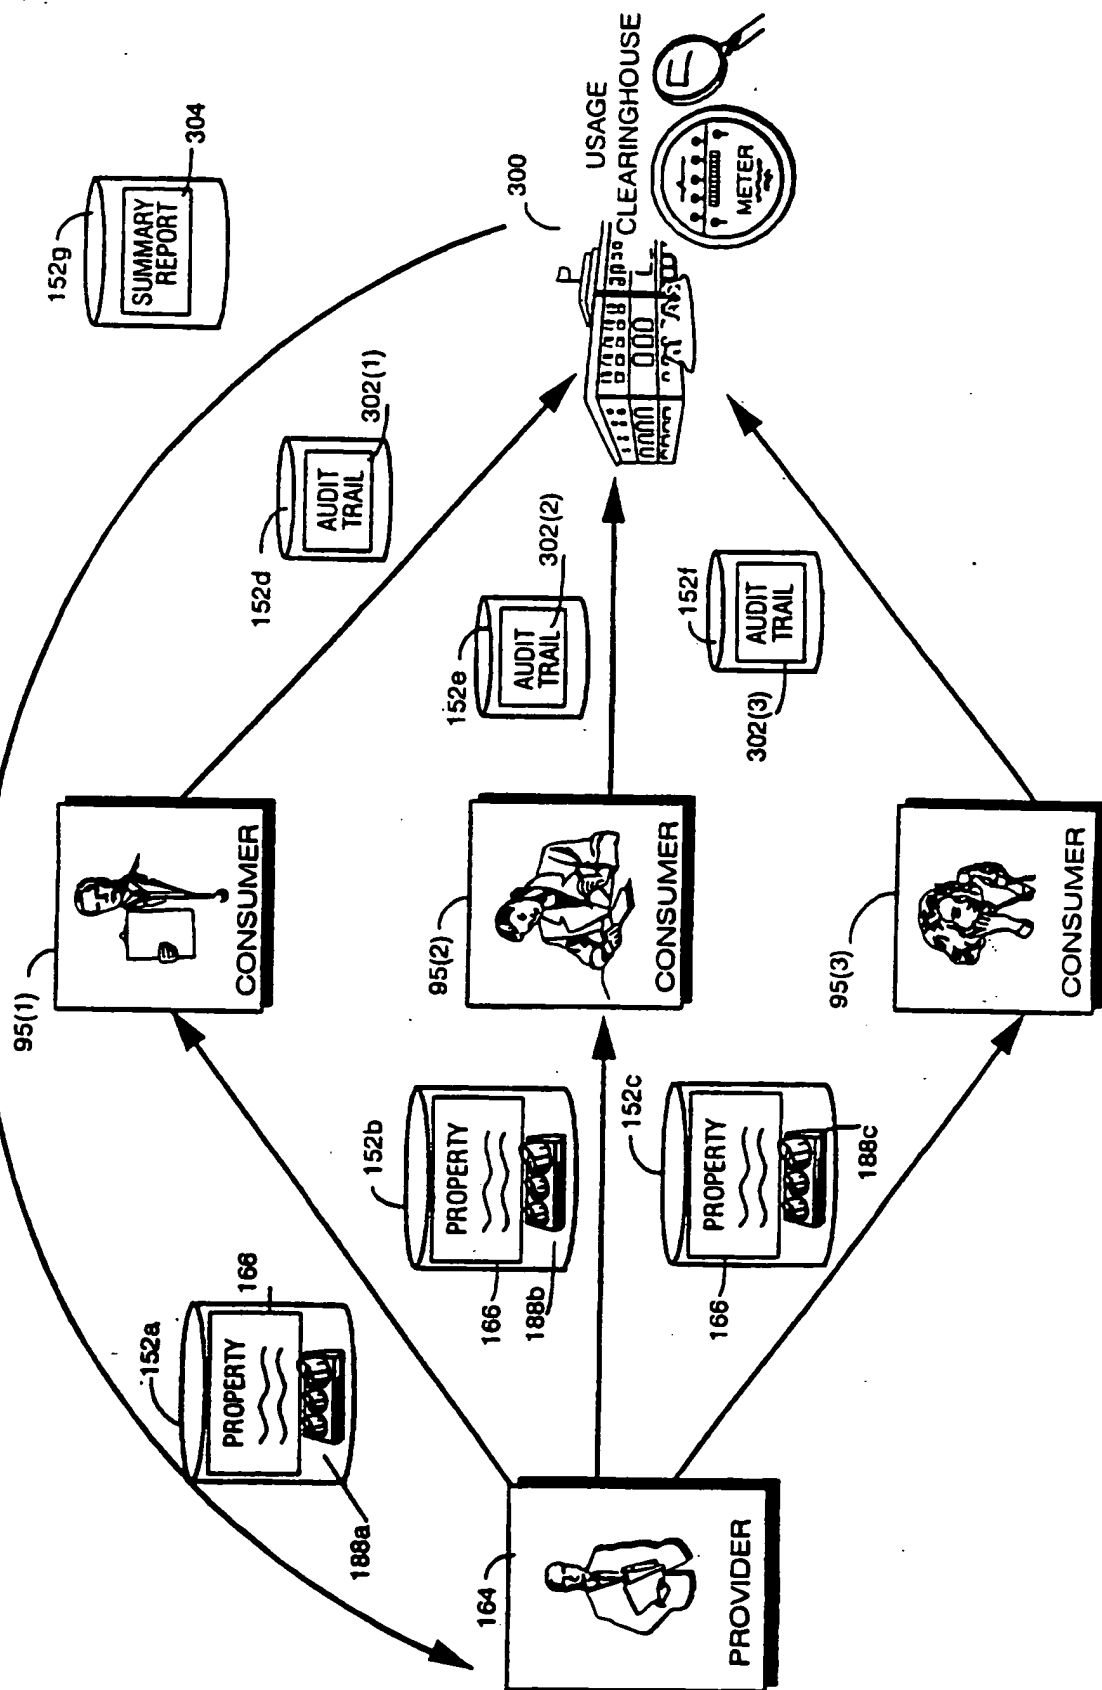 152g
SUMMARY
REPORT
304
300
USAGE
CLEARINGHOUSE
METER
152d
AUDIT
TRAIL
302(1)
152e
AUDIT
TRAIL
302(2)
152f
AUDIT
TRAIL
302(3)
95(1)
CONSUMER
95(2)
CONSUMER
95(3)
CONSUMER
152a
PROPERTY
166
188a
152b
PROPERTY
166
188b
152c
PROPERTY
166
188c
164
PROVIDER